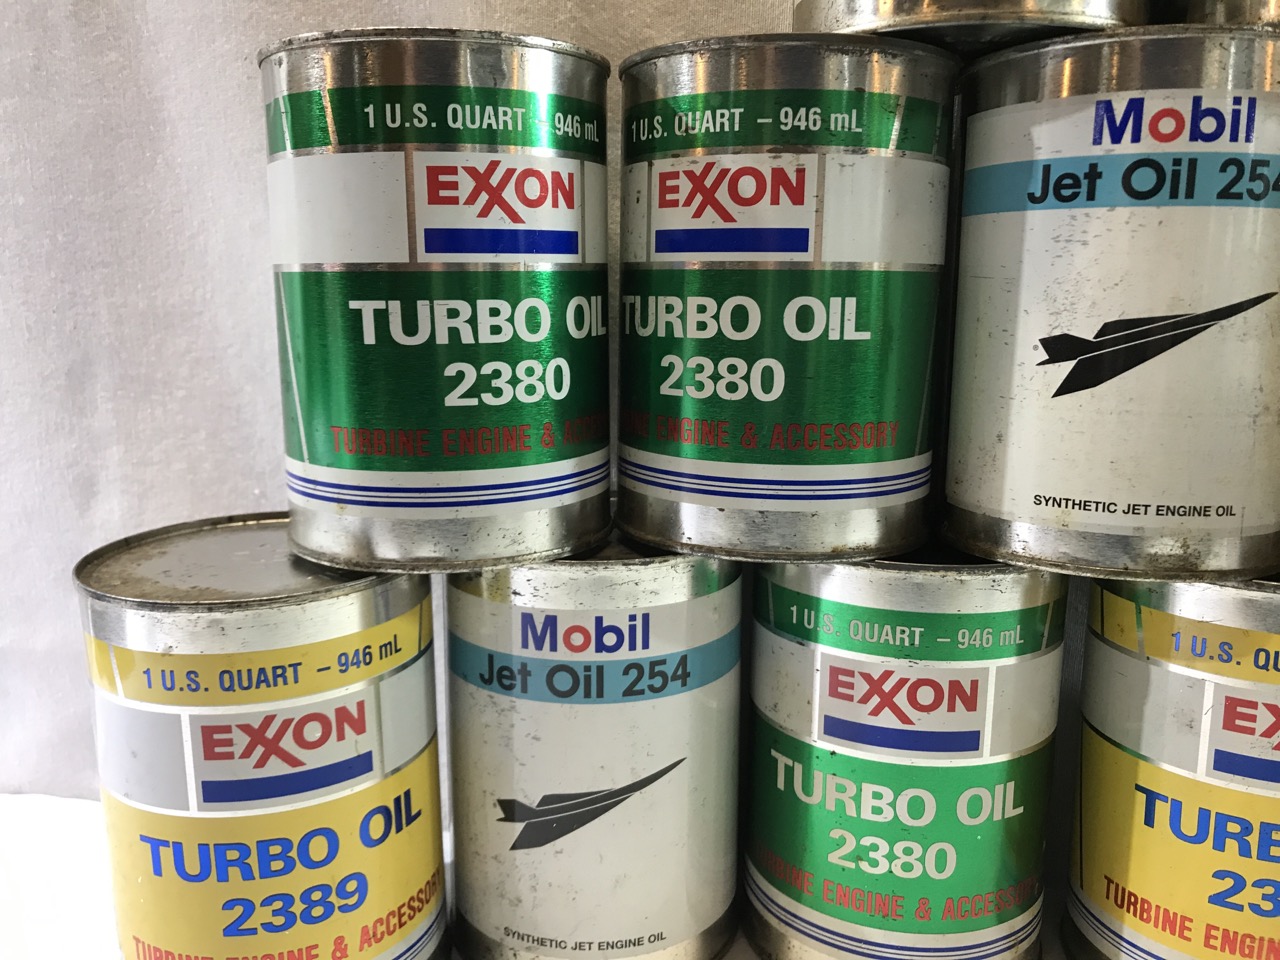 1 U.S. QUART – 946 mL
EXXON
TURBO OIL
2380
TURBINE ENGINE &
1 U.S. QUART – 946 mL
EXXON
TURBO OIL
2380
ENGINE & ACCESSORY
Mobil
Jet Oil 254
SYNTHETIC JET ENGINE OIL
1 U.S. QUART – 946 mL
EXXON
TURBO OIL
2389
TURBINE ENGINE & ACCESSORY
Mobil
Jet Oil 254
SYNTHETIC JET ENGINE OIL
1 U.S. QUART – 946 mL
EXXON
TURBO OIL
2380
ENGINE & ACCESSORY
1 U.S.
TURBINE